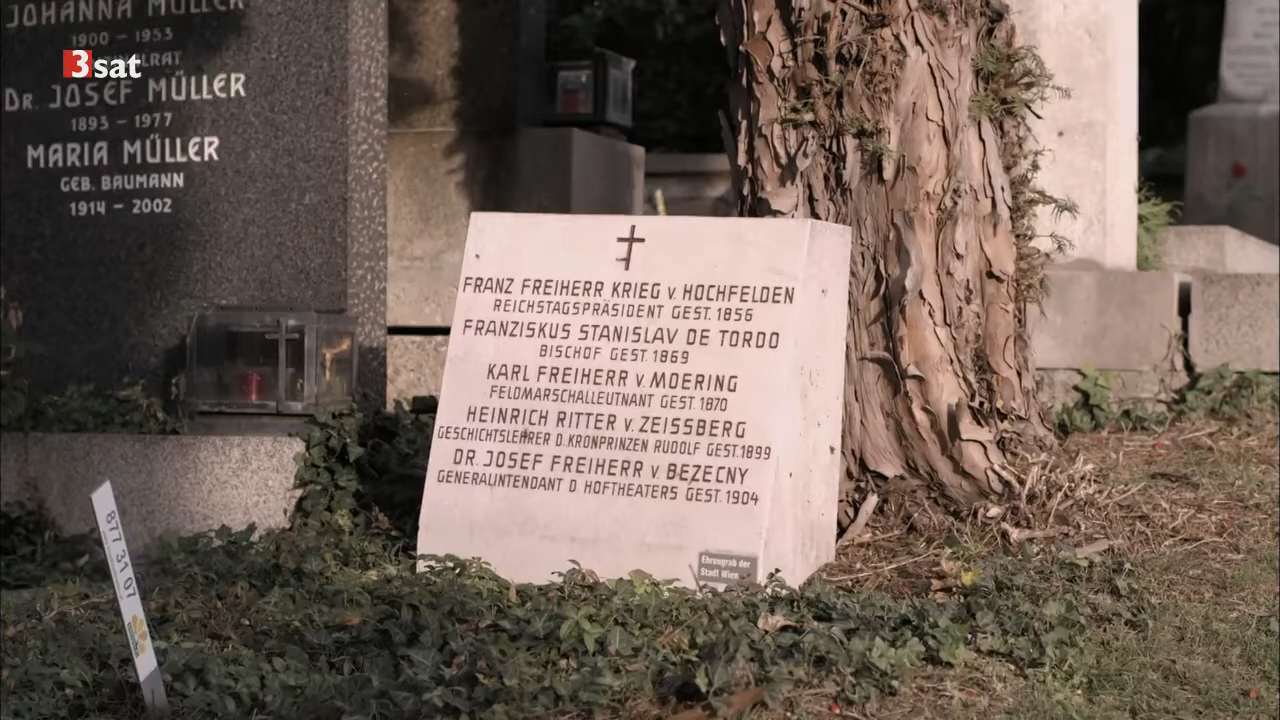 JOHANNA MÜLLER
1900 – 1953
3sat
DR. JOSEF MÜLLER
1893 – 1977
MARIA MÜLLER
GEB. BAUMANN
1914 – 2002
FRANZ FREIHERR KRIEG v. HOCHFELDEN
REICHSTAGSPRÄSIDENT GEST. 1856
FRANZISKUS STANISLAV DE TORDO
BISCHOF GEST. 1869
KARL FREIHERR v. MOERING
FELDMARSCHALLEUTNANT GEST. 1870
HEINRICH RITTER v. ZEISSBERG
GESCHICHTSLEHRER D. KRONPRINZEN RUDOLF GEST. 1899
DR. JOSEF FREIHERR v. BEZECNY
GENERALINTENDANT D HOFTHEATERS GEST. 1904
Ehrengrab der
Stadt Wien
877 31 07